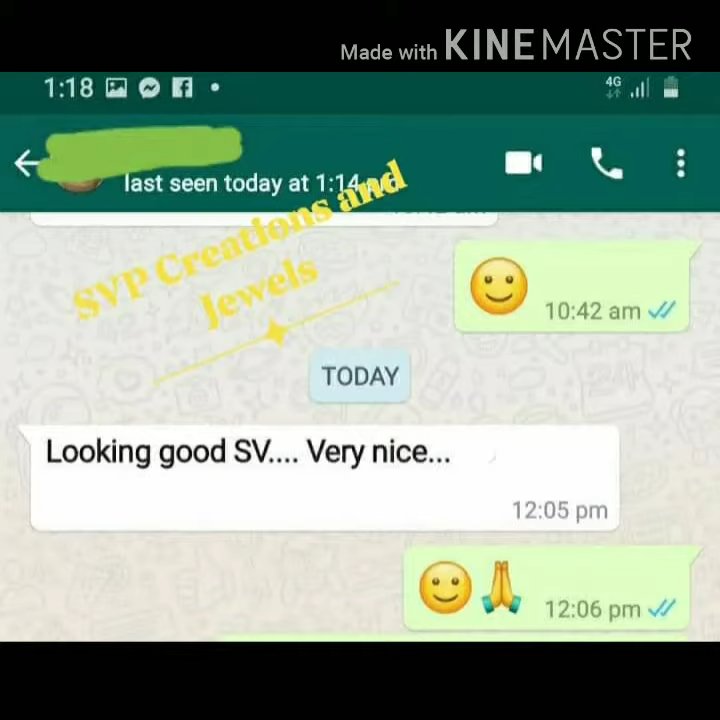 Made with KINEMASTER
1:18
4G
last seen today at 1:14
SVP Creations and
Jewels
10:42 am
TODAY
Looking good SV.... Very nice...
12:05 pm
12:06 pm